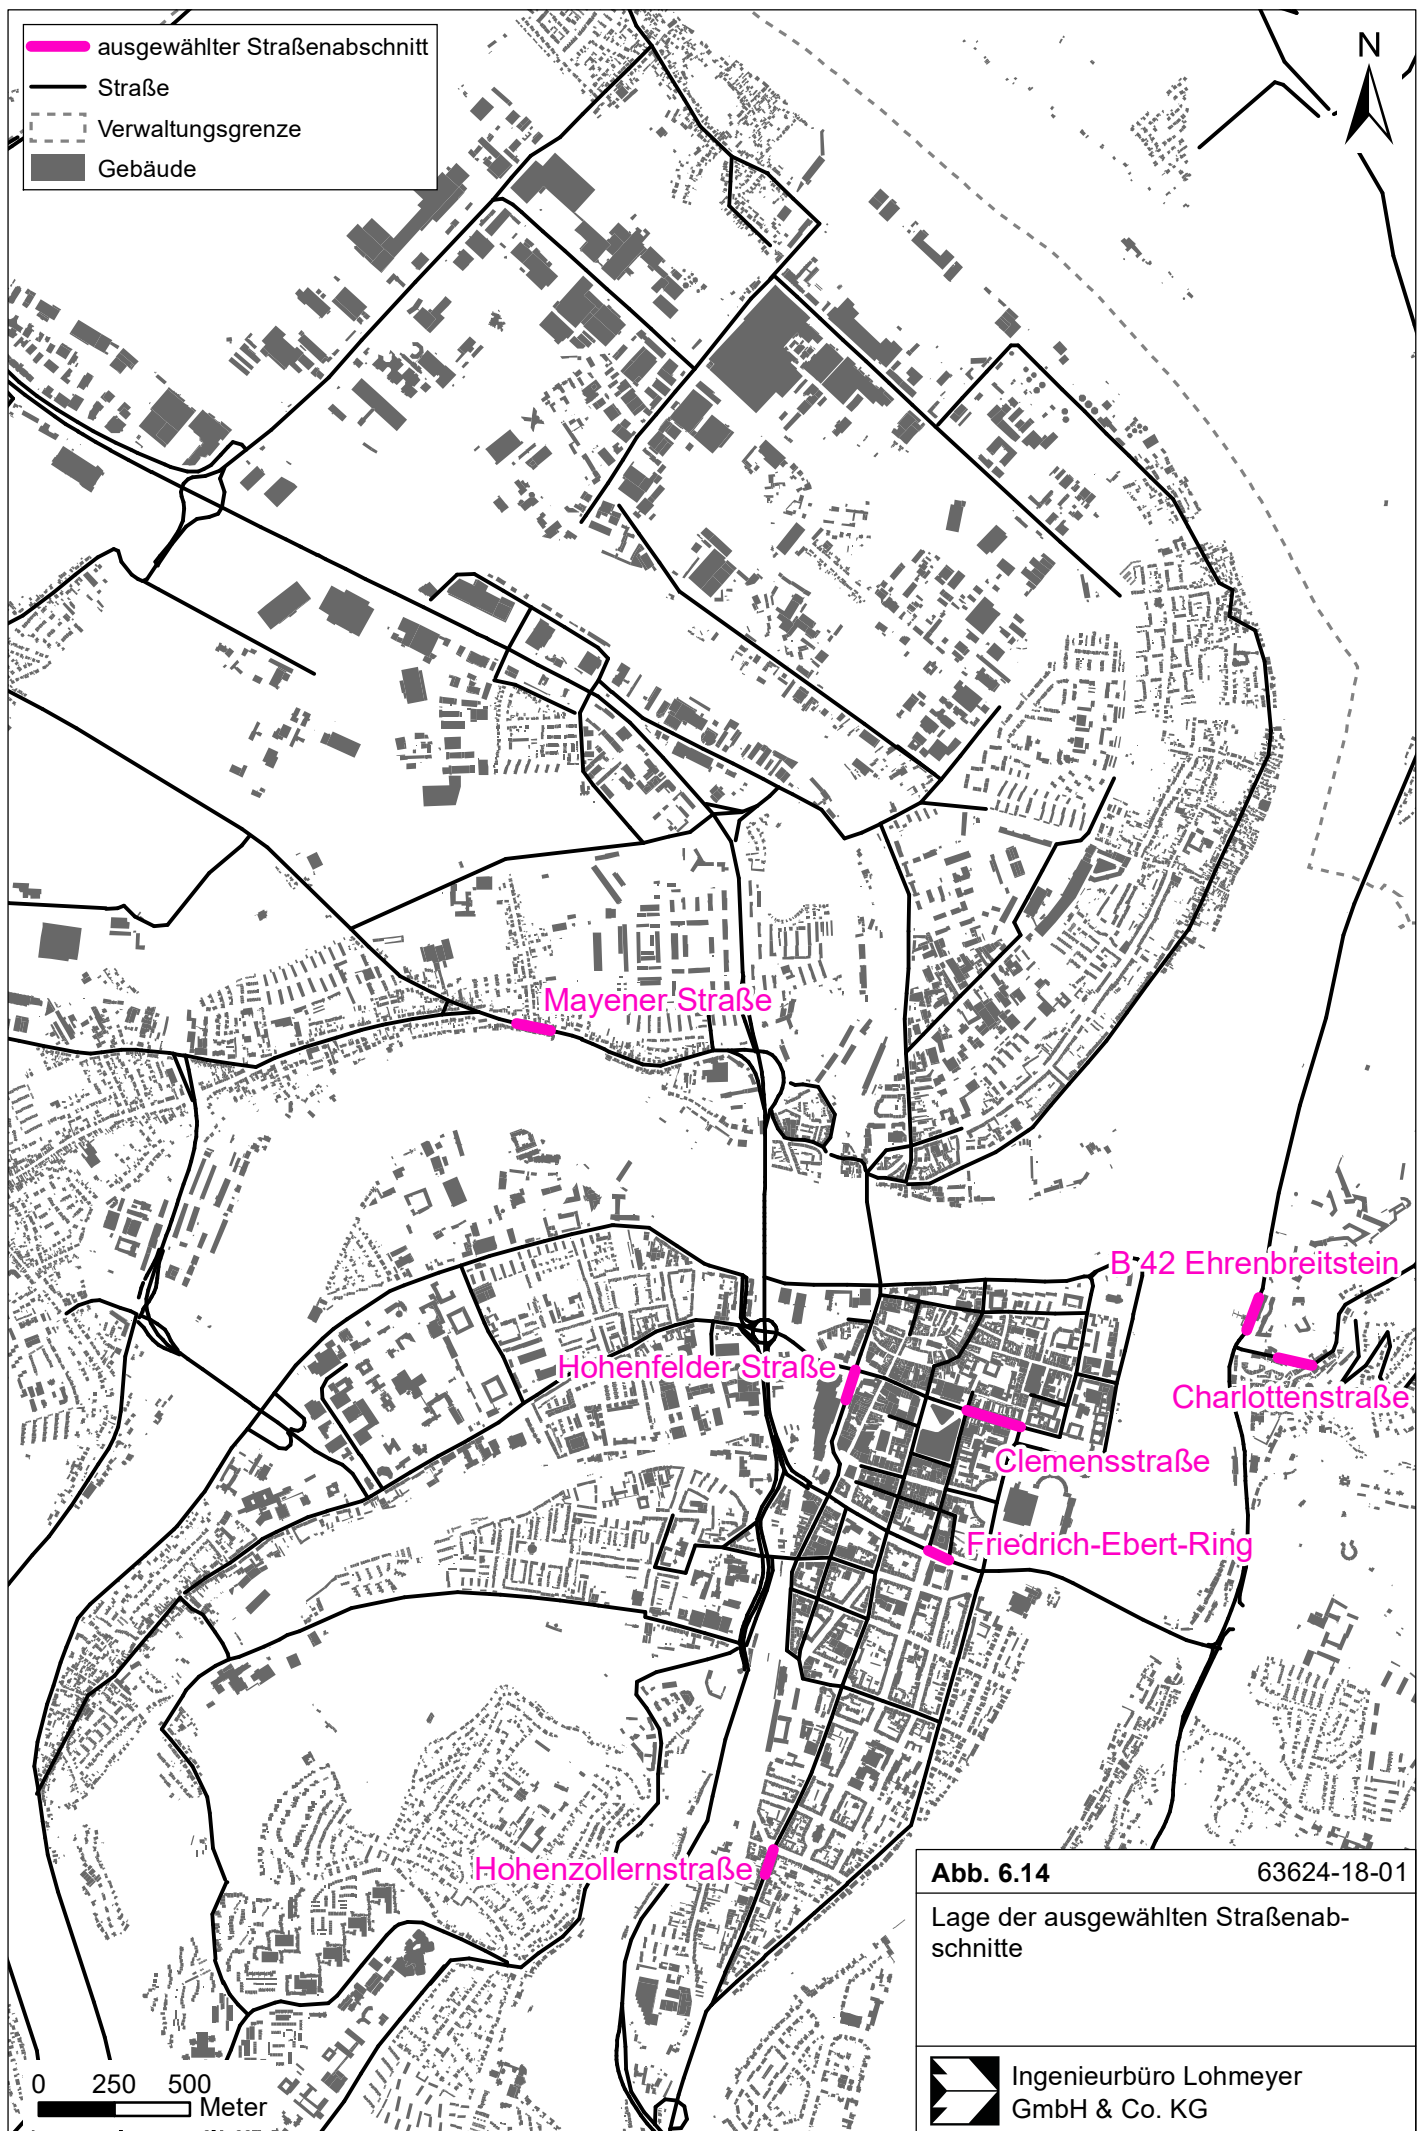 ausgewählter Straßenabschnitt
Straße
Verwaltungsgrenze
Gebäude
N
Mayener Straße
B 42 Ehrenbreitstein
Hohenfelder Straße
Charlottenstraße
Clemensstraße
Friedrich-Ebert-Ring
Hohenzollernstraße
Abb. 6.14 63624-18-01
Lage der ausgewählten Straßenab-
schnitte
0 250 500
Meter
Ingenieurbüro Lohmeyer
GmbH & Co. KG